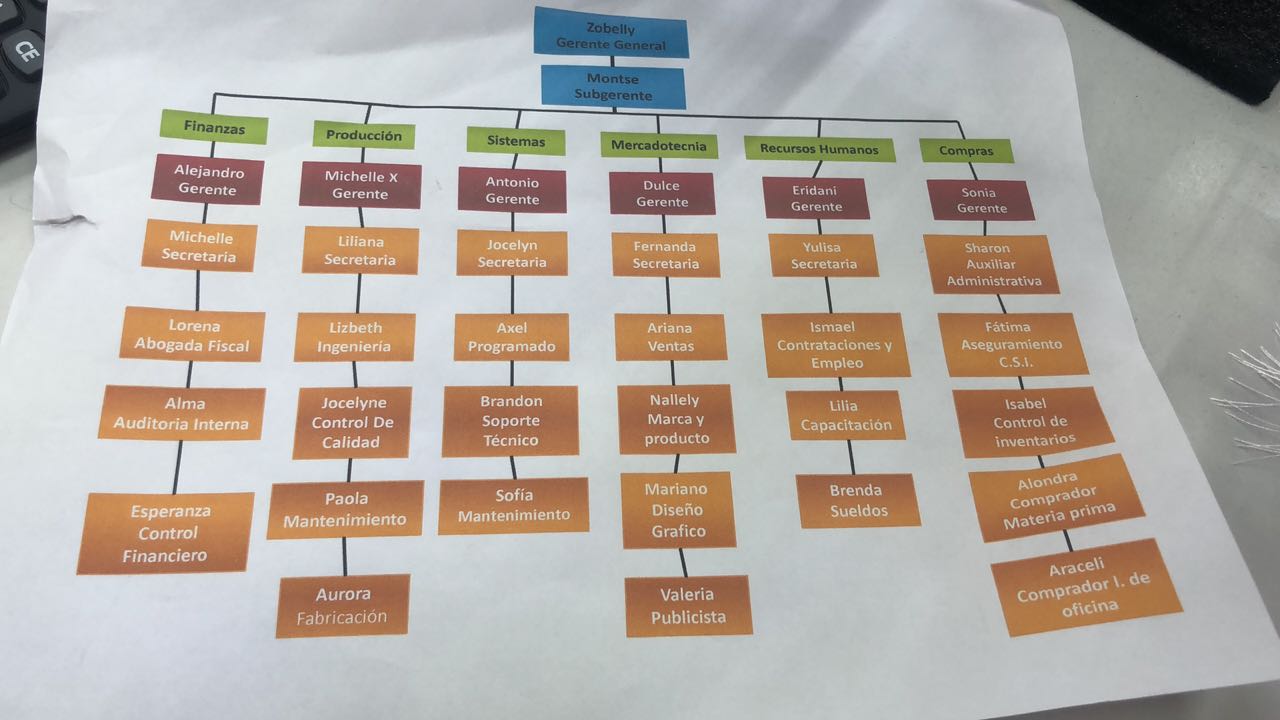 CE
Zobelly
Gerente General
Montse
Subgerente
Finanzas
Alejandro
Gerente
Michelle
Secretaria
Lorena
Abogada Fiscal
Alma
Auditoria Interna
Esperanza
Control
Financiero
Producción
Michelle X
Gerente
Liliana
Secretaria
Lizbeth
Ingeniería
Jocelyne
Control De
Calidad
Paola
Mantenimiento
Aurora
Fabricación
Sistemas
Antonio
Gerente
Jocelyn
Secretaria
Axel
Programado
Brandon
Soporte
Técnico
Sofía
Mantenimiento
Mercadotecnia
Dulce
Gerente
Fernanda
Secretaria
Ariana
Ventas
Nallely
Marca y
producto
Mariano
Diseño
Grafico
Valeria
Publicista
Recursos Humanos
Eridani
Gerente
Yulisa
Secretaria
Ismael
Contrataciones y
Empleo
Lilia
Capacitación
Brenda
Sueldos
Compras
Sonia
Gerente
Sharon
Auxiliar
Administrativa
Fátima
Aseguramiento
C.S.I.
Isabel
Control de
inventarios
Alondra
Comprador
Materia prima
Araceli
Comprador I. de
oficina